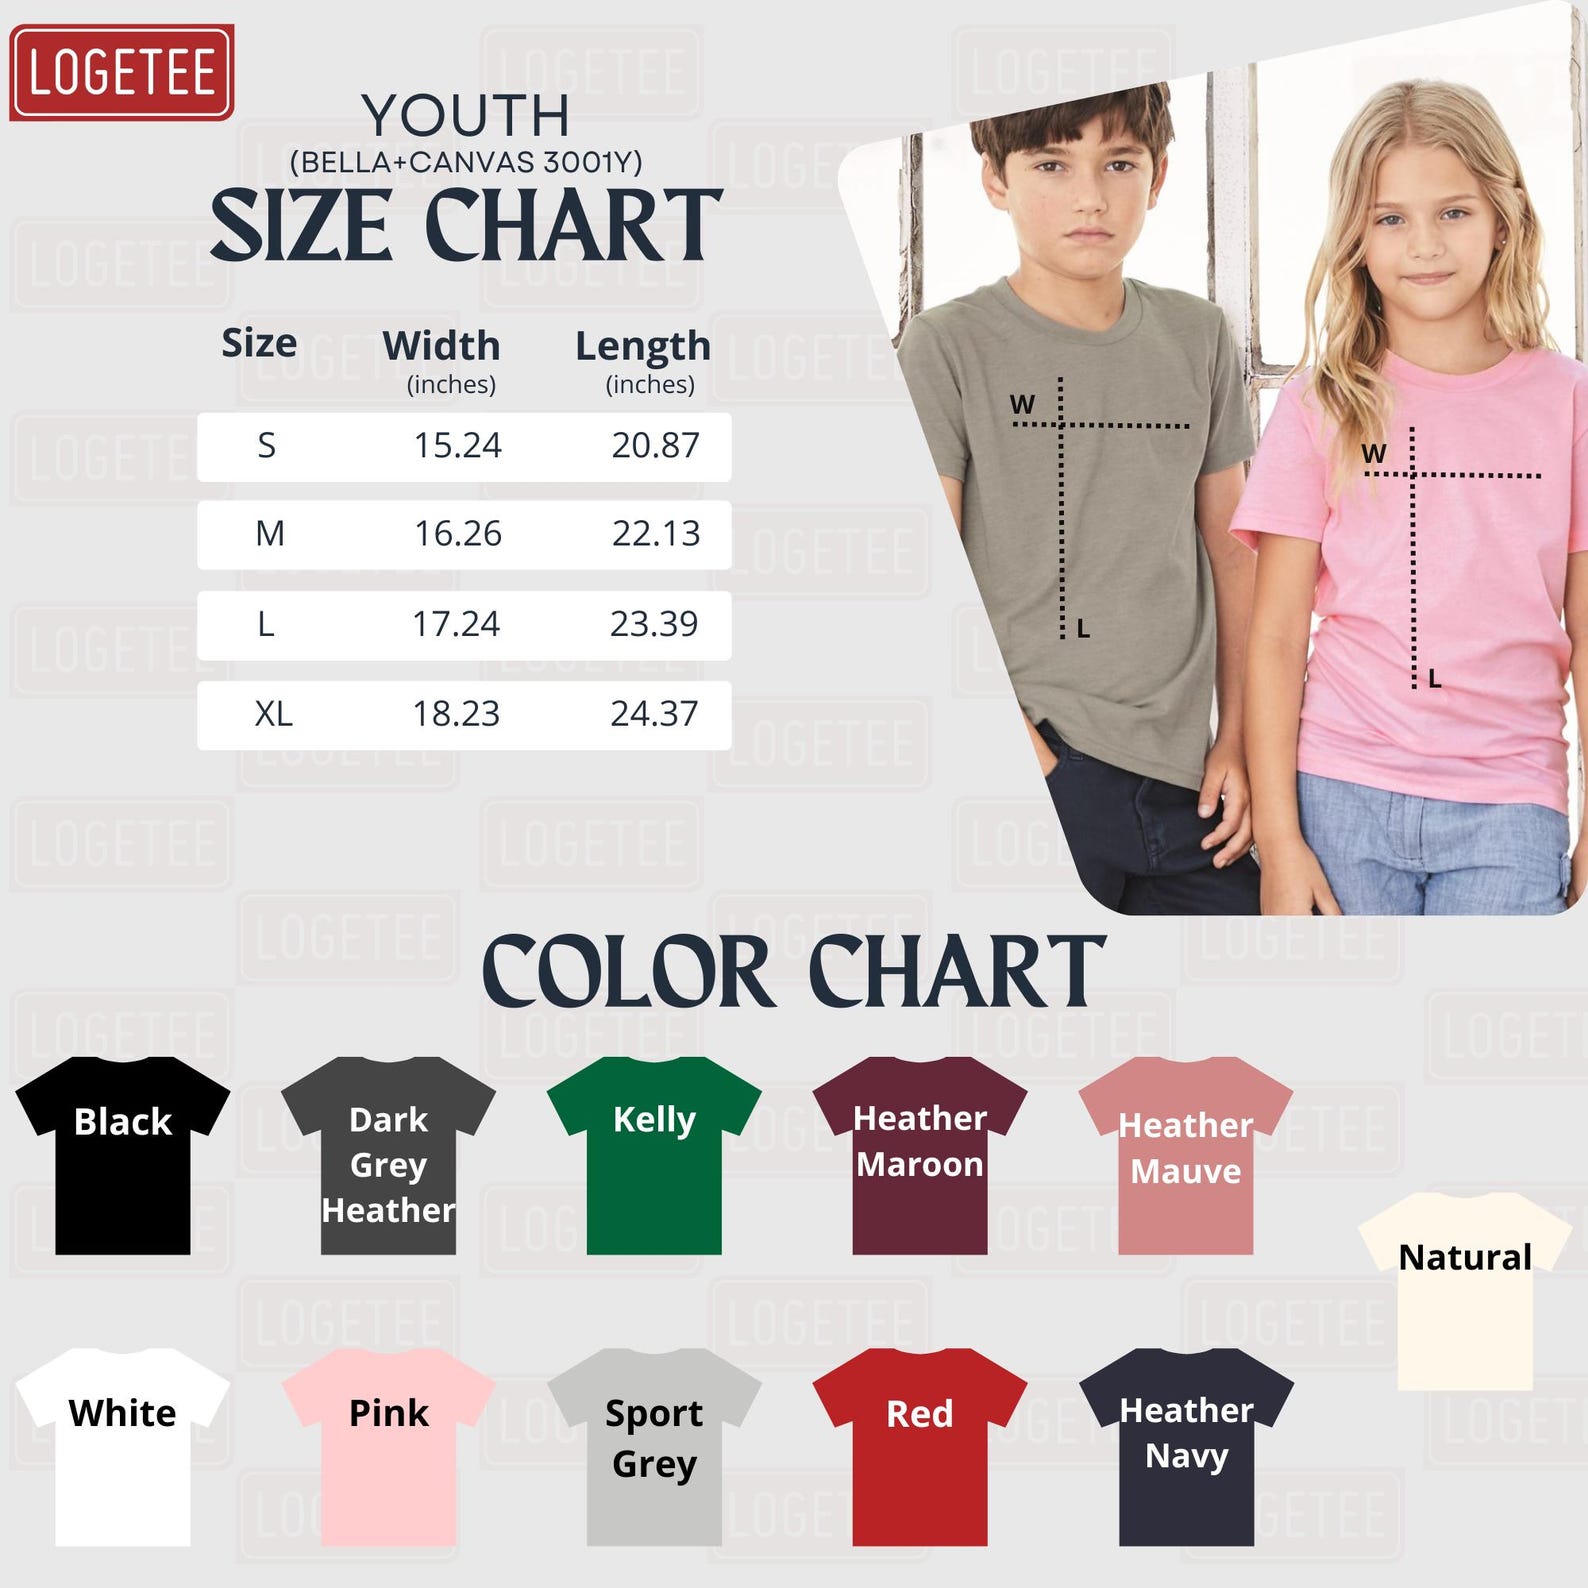 LOGETEE
YOUTH
(BELLA+CANVAS 3001Y)
SIZE CHART
Size Width Length
(inches) (inches)
S 15.24 20.87
M 16.26 22.13
L 17.24 23.39
XL 18.23 24.37
W
L
W
L
COLOR CHART
Black
Dark
Grey
Heather
Kelly
Heather
Maroon
Heather
Mauve
Natural
White
Pink
Sport
Grey
Red
Heather
Navy